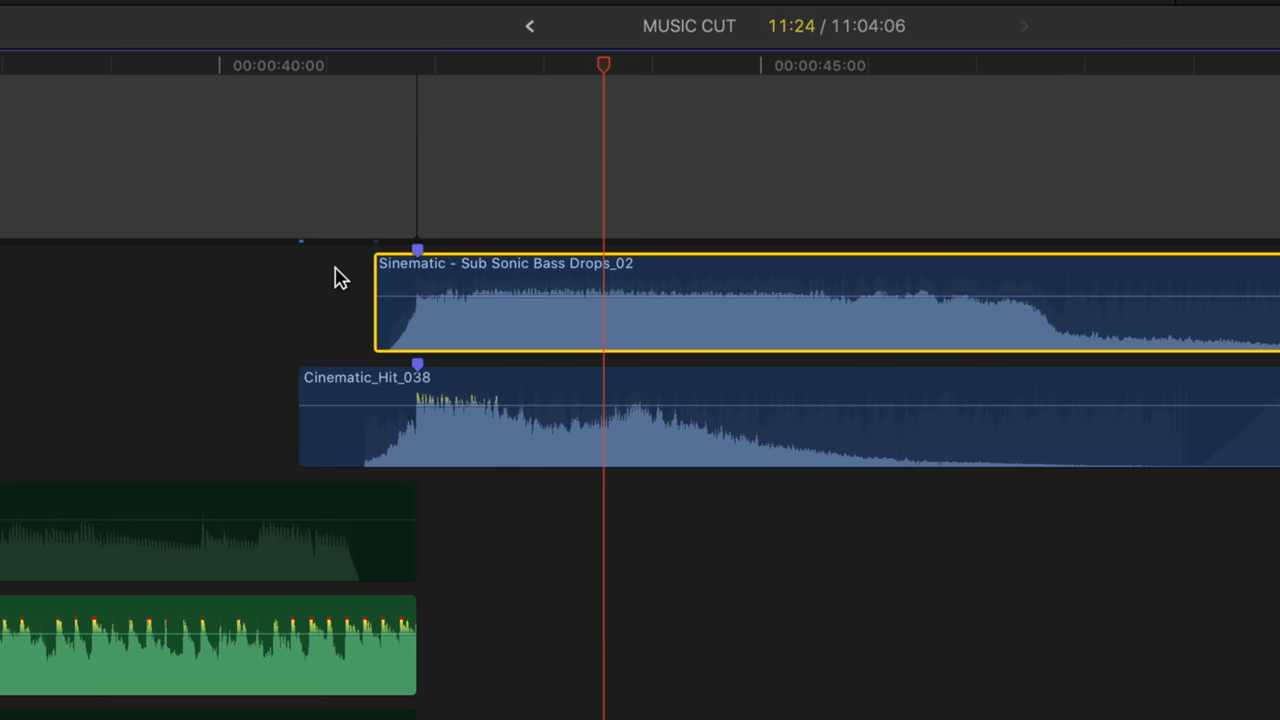 MUSIC CUT 11:24 / 11:04:06
00:00:40:00 00:00:45:00
Sinematic - Sub Sonic Bass Drops_02
Cinematic_Hit_038